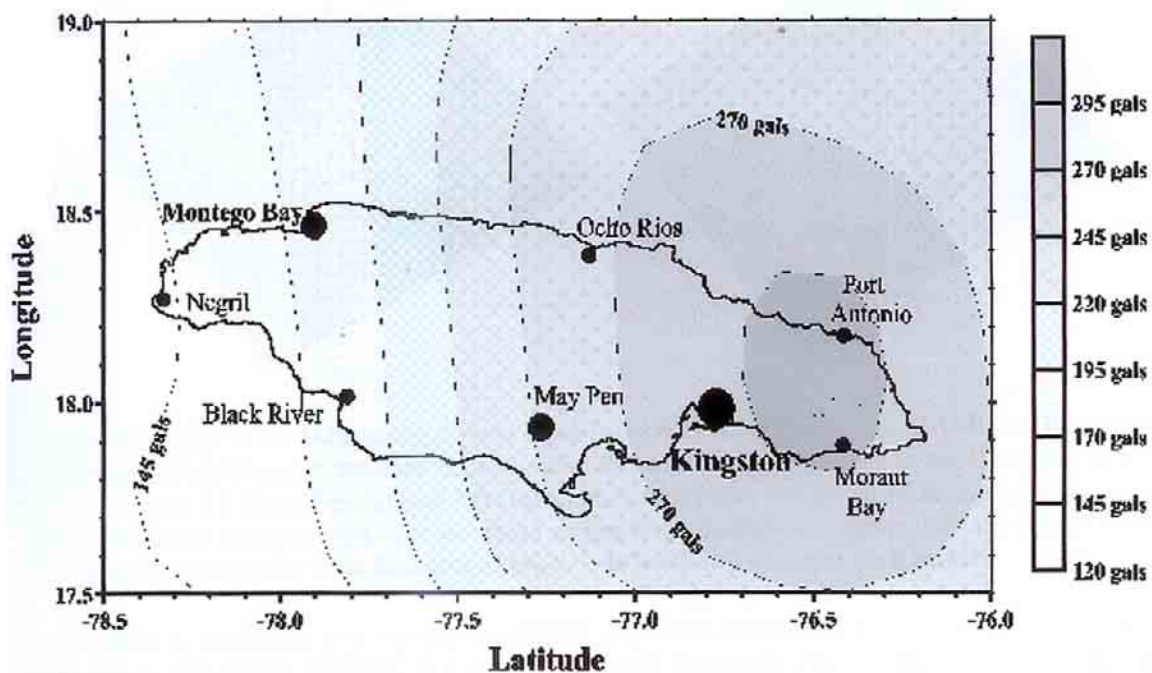 19.0
18.5
18.0
17.5
Longitude
-78.5
-78.0
-77.5
-77.0
-76.5
-76.0
Latitude
Montego Bay
Negril
Black River
Ocho Rios
May Pen
Kingston
Port
Antonio
Morant
Bay
145 gals
270 gals
270 gals
295 gals
270 gals
245 gals
220 gals
195 gals
170 gals
145 gals
120 gals